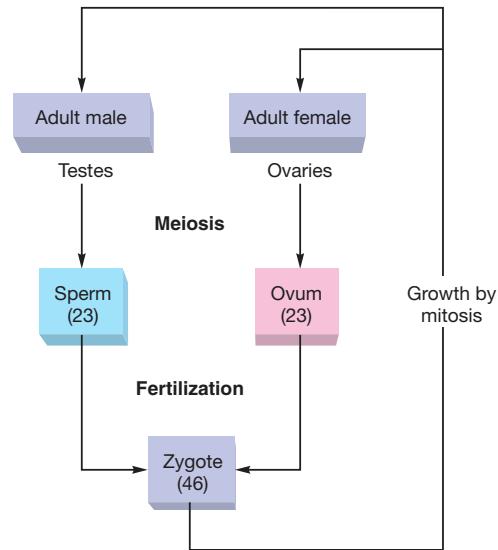 Adult male
Adult female
Testes
Ovaries
Meiosis
Sperm
(23)
Ovum
(23)
Growth by
mitosis
Fertilization
Zygote
(46)